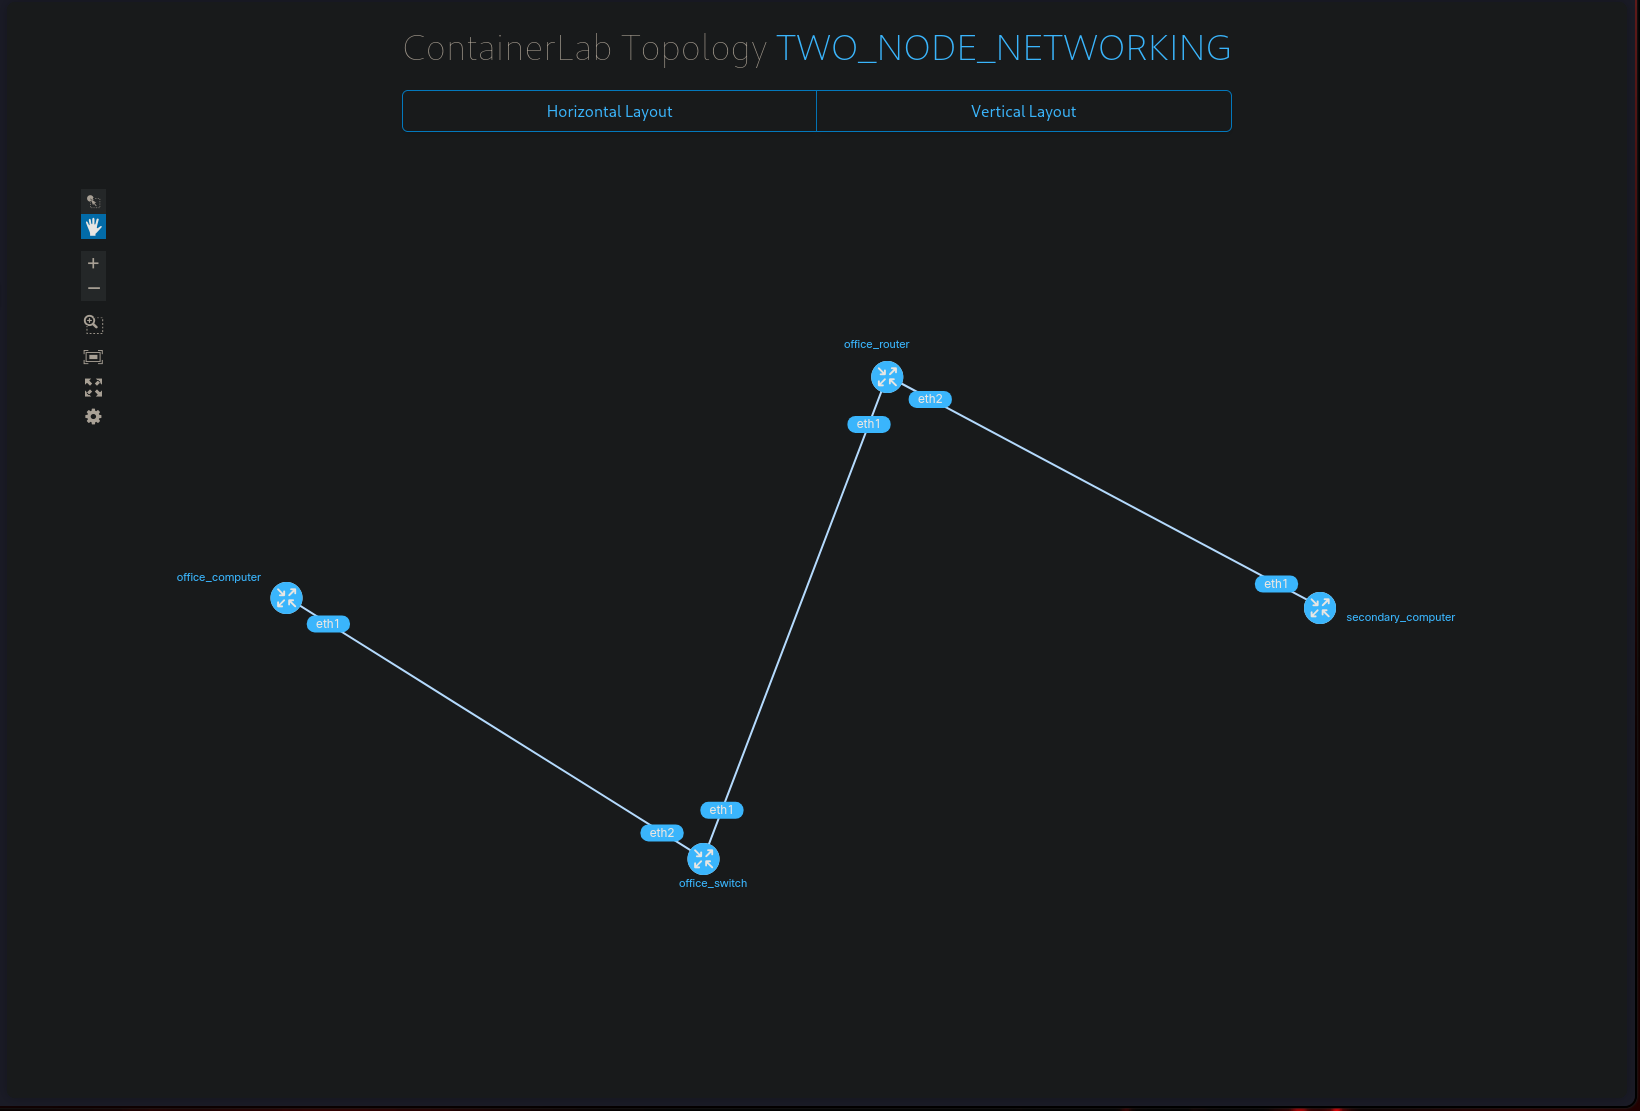 ContainerLab Topology TWO_NODE_NETWORKING
Horizontal Layout
Vertical Layout
office_router
eth2
eth1
office_computer
eth1
eth1
secondary_computer
eth1
eth2
office_switch